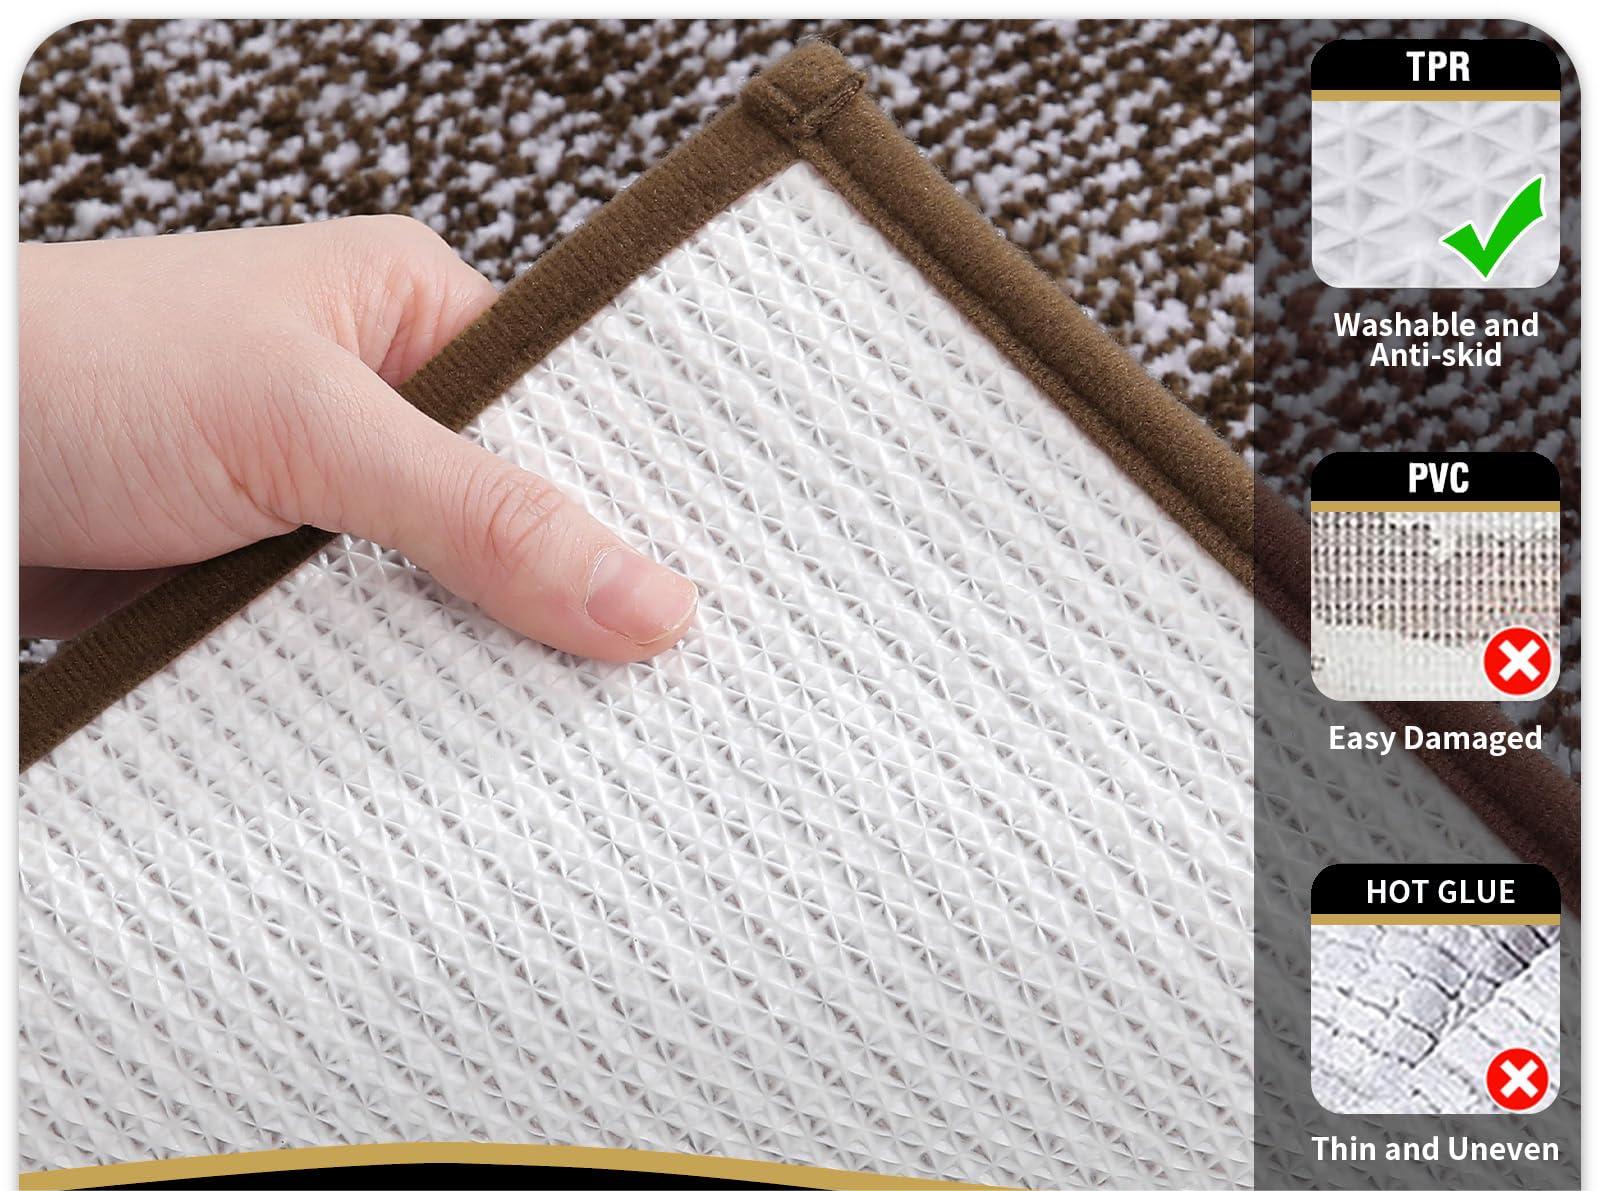 TPR
Washable and
Anti-skid
PVC
Easy Damaged
HOT GLUE
Thin and Uneven